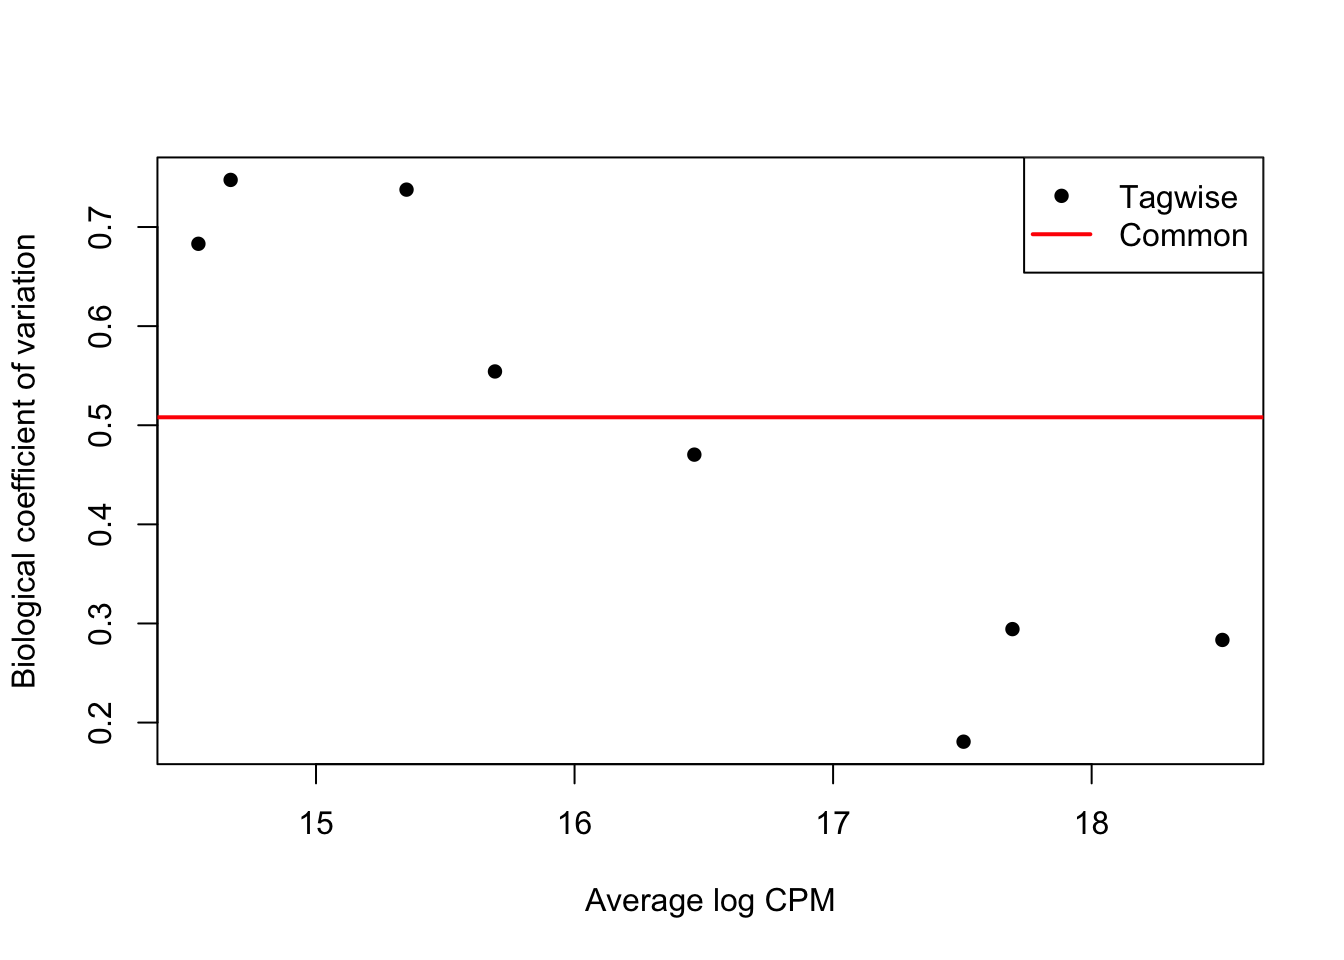 Tagwise
Common
Biological coefficient of variation
0.7
0.6
0.5
0.4
0.3
0.2
15 16 17 18
Average log CPM